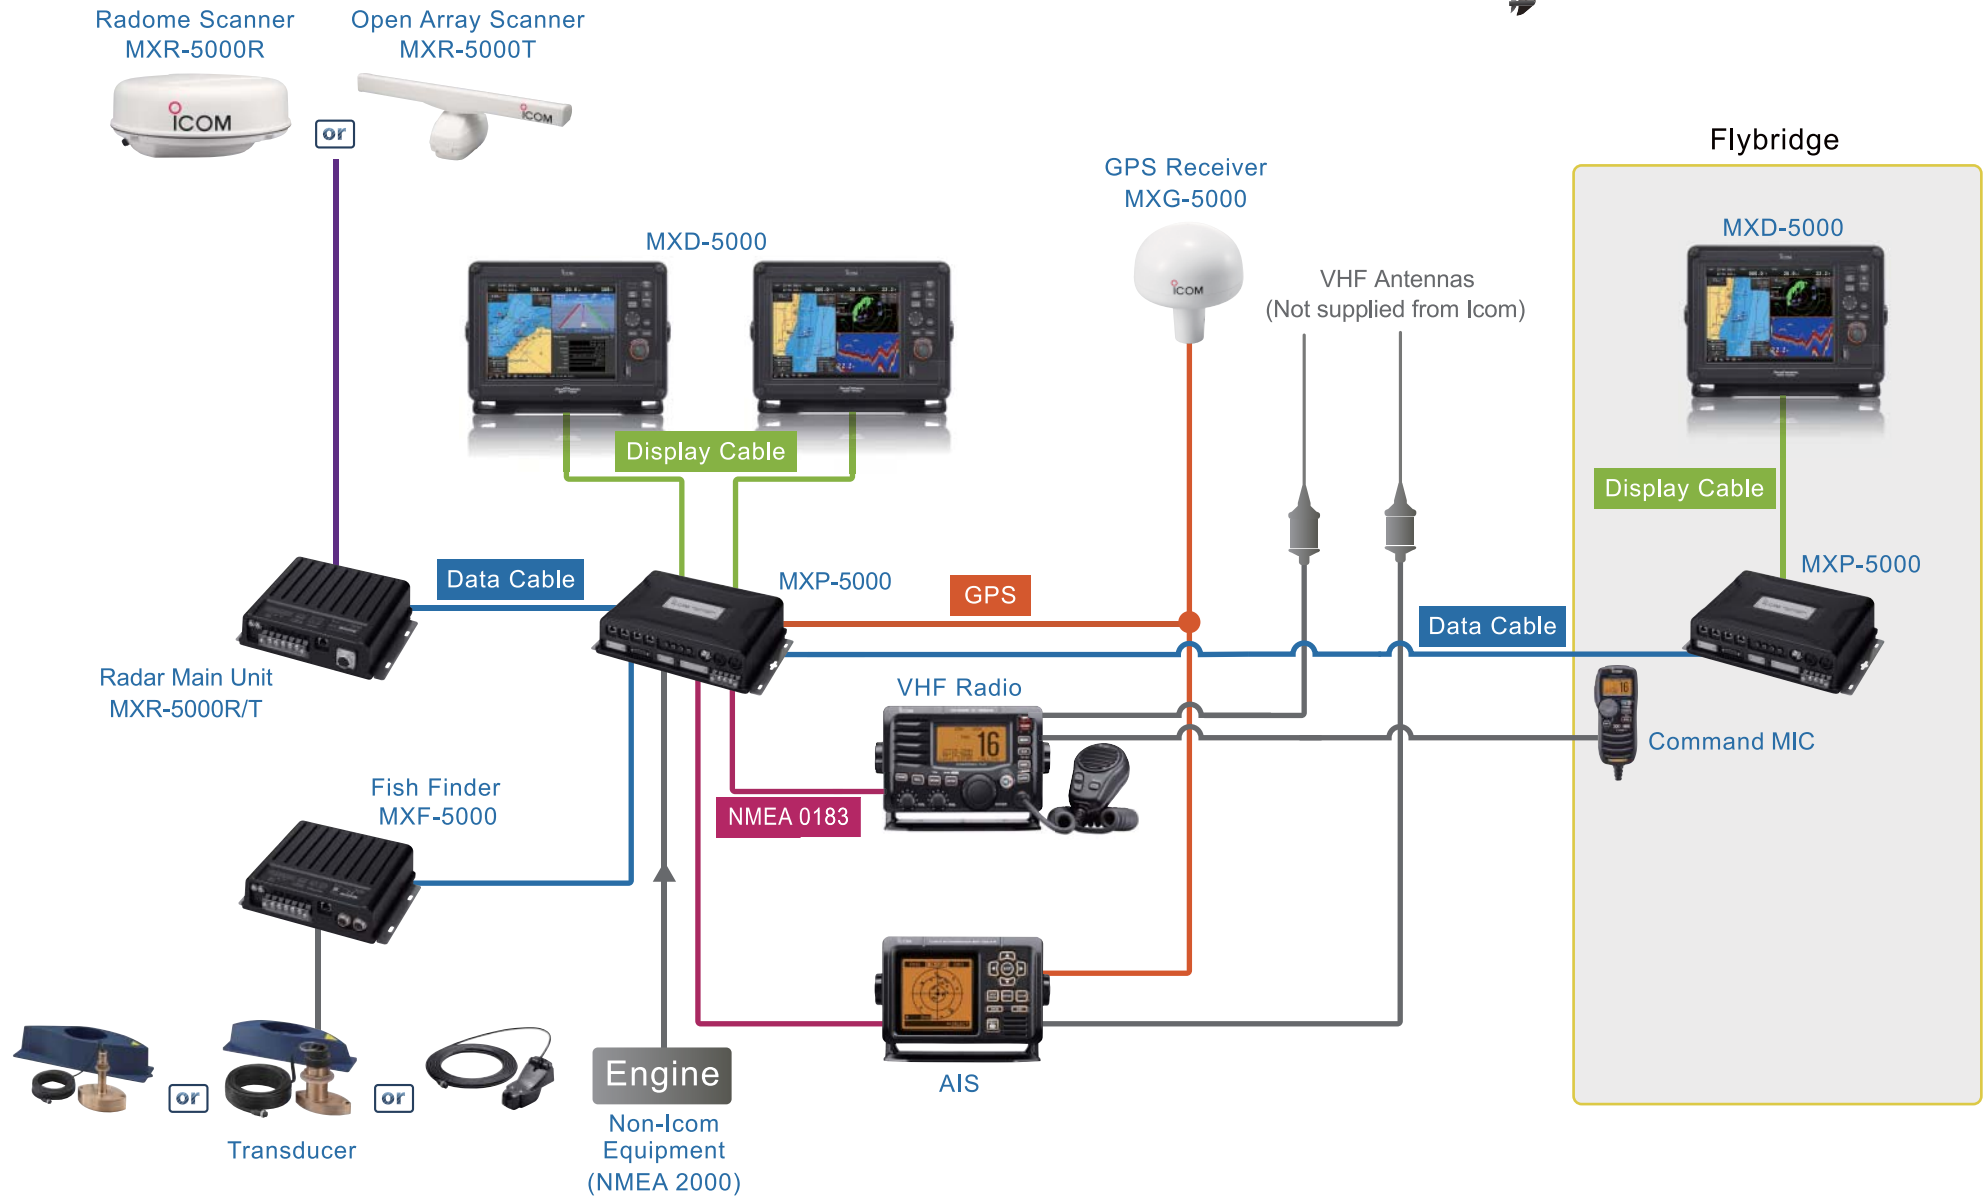 Radome Scanner
MXR-5000R
Open Array Scanner
MXR-5000T
ICOM
or
ICOM
Flybridge
GPS Receiver
MXG-5000
ICOM
VHF Antennas
(Not supplied from Icom)
MXD-5000
MXD-5000
Display Cable
Display Cable
Data Cable
MXP-5000
GPS
MXP-5000
Data Cable
Radar Main Unit
MXR-5000R/T
VHF Radio
16
16
Command MIC
Fish Finder
MXF-5000
NMEA 0183
Engine
AIS
or
or
Transducer
Non-Icom
Equipment
(NMEA 2000)